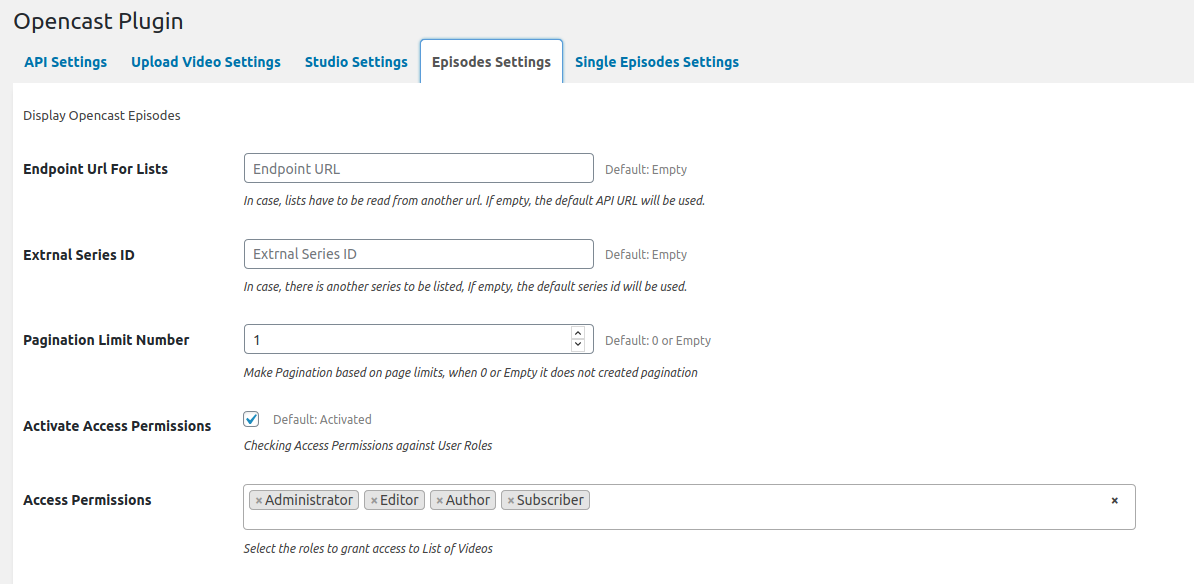 Opencast Plugin
API Settings Upload Video Settings Studio Settings Episodes Settings Single Episodes Settings
Display Opencast Episodes
Endpoint Url For Lists Endpoint URL Default: Empty
In case, lists have to be read from another url. If empty, the default API URL will be used.
Extrnal Series ID Extrnal Series ID Default: Empty
In case, there is another series to be listed, If empty, the default series id will be used.
Pagination Limit Number 1 Default: 0 or Empty
Make Pagination based on page limits, when 0 or Empty it does not created pagination
Activate Access Permissions Default: Activated
Checking Access Permissions against User Roles
Access Permissions × Administrator × Editor × Author × Subscriber ×
Select the roles to grant access to List of Videos